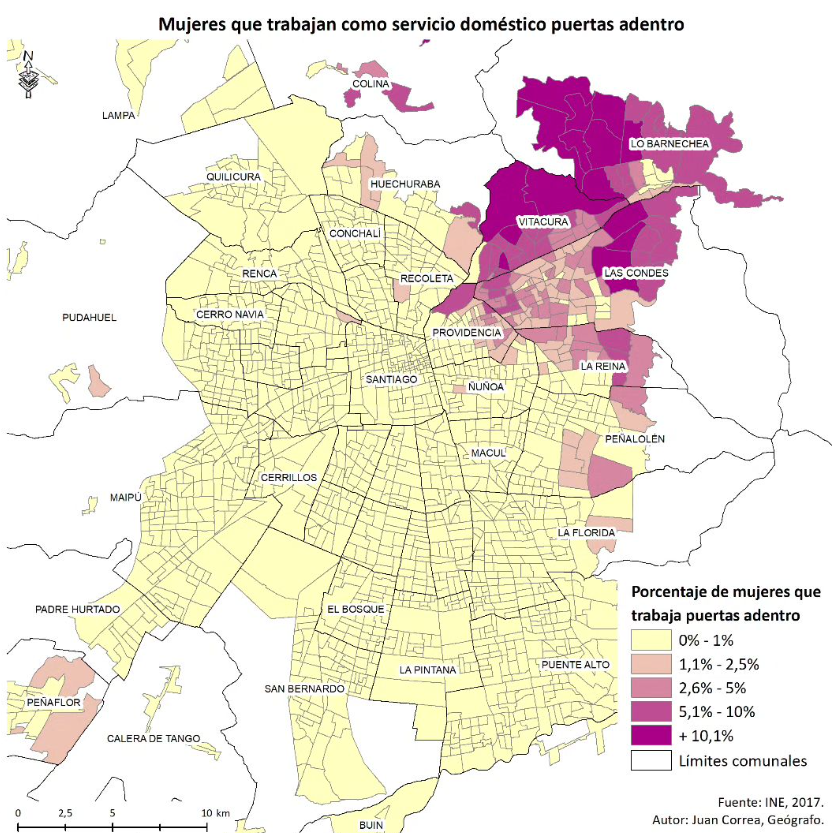 Mujeres que trabajan como servicio doméstico puertas adentro
N
COLINA
LAMPA
LO BARNECHEA
QUILICURA
HUECHURABA
VITACURA
CONCHALÍ
RENCA
RECOLETA
LAS CONDES
CERRO NAVIA
PUDAHUEL
PROVIDENCIA
LA REINA
SANTIAGO
ÑUÑOA
PEÑALOLÉN
MACUL
CERRILLOS
MAIPÚ
LA FLORIDA
PADRE HURTADO
EL BOSQUE
LA PINTANA
PUENTE ALTO
SAN BERNARDO
PEÑAFLOR
CALERA DE TANGO
BUIN
Porcentaje de mujeres que
trabaja puertas adentro
0% - 1%
1,1% - 2,5%
2,6% - 5%
5,1% - 10%
+ 10,1%
Límites comunales
0 2,5 5 10 km
Fuente: INE, 2017.
Autor: Juan Correa, Geógrafo.